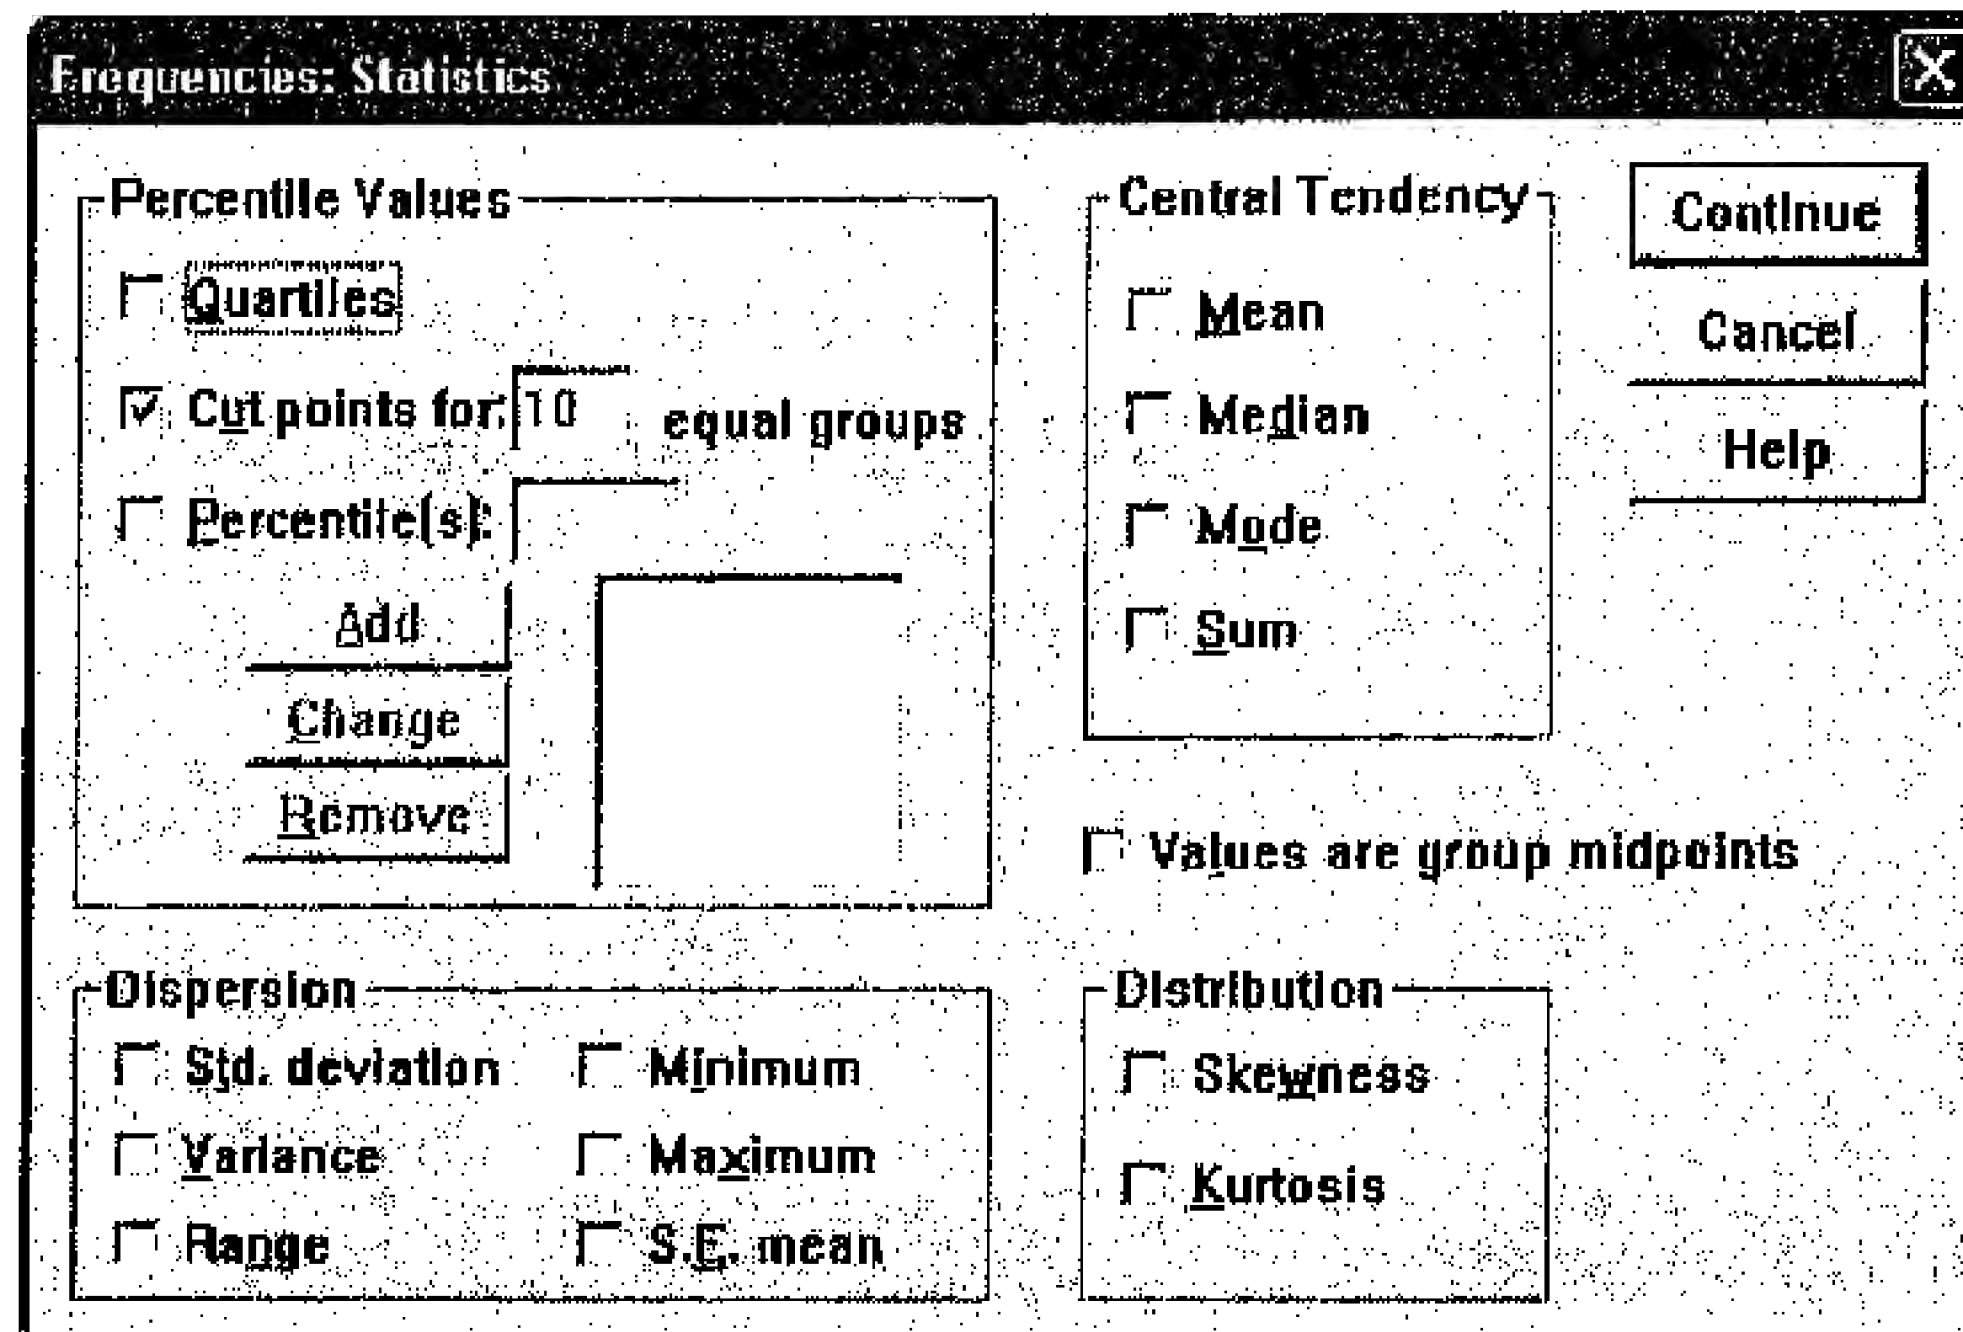 Frequencies: Statistics
Percentile Values
Quartiles
Cut points for: 10 equal groups
Percentile(s):
Add
Change
Remove
Central Tendency
Mean
Median
Mode
Sum
Continue
Cancel
Help
Values are group midpoints
Dispersion
Std. deviation
Minimum
Variance
Maximum
Range
S.E. mean
Distribution
Skewness
Kurtosis